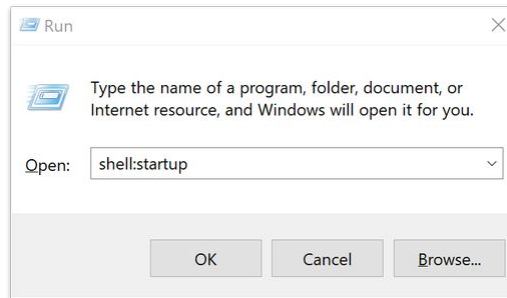 Run
Type the name of a program, folder, document, or
Internet resource, and Windows will open it for you.
Open: shell:startup
OK Cancel Browse...